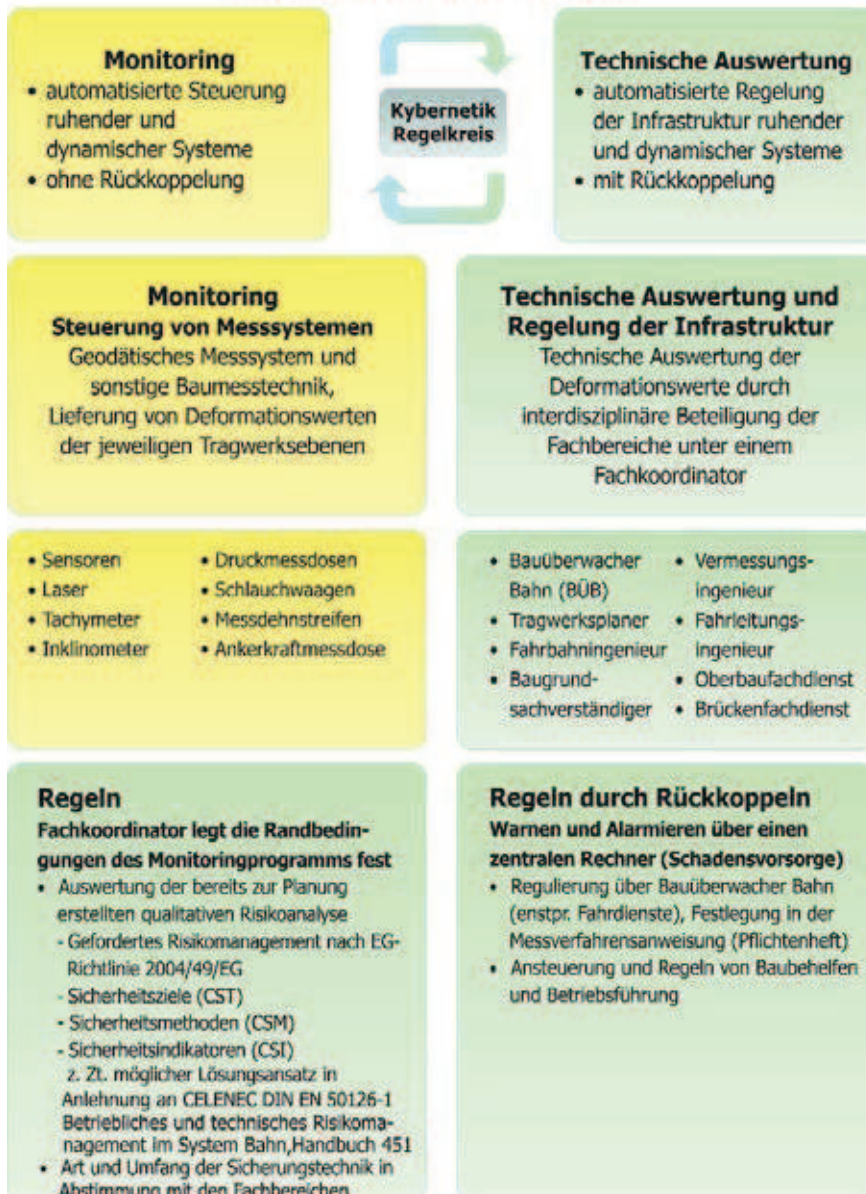 Monitoring
• automatisierte Steuerung
ruhender und
dynamischer Systeme
• ohne Rückkoppelung
Kybernetik
Regelkreis
Technische Auswertung
• automatisierte Regelung
der Infrastruktur ruhender
und dynamischer Systeme
• mit Rückkoppelung
Monitoring
Steuerung von Messsystemen
Geodätisches Messsystem und
sonstige Baumesstechnik,
Lieferung von Deformationswerten
der jeweiligen Tragwerksebenen
Technische Auswertung und
Regelung der Infrastruktur
Technische Auswertung der
Deformationswerte durch
interdisziplinäre Beteiligung der
Fachbereiche unter einem
Fachkoordinator
• Sensoren
• Laser
• Tachymeter
• Inklinometer
• Druckmessdosen
• Schlauchwaagen
• Messdehnstreifen
• Ankerkraftmessdose
• Bauüberwacher
Bahn (BÜB)
• Tragwerksplaner
• Fahrbahningenieur
• Baugrund-
sachverständiger
• Vermessungs-
ingenieur
• Fahrleitungs-
ingenieur
• Oberbaufachdienst
• Brückenfachdienst
Regeln
Fachkoordinator legt die Randbedin-
gungen des Monitoringprogramms fest
• Auswertung der bereits zur Planung
erstellten qualitativen Risikoanalyse
- Gefordertes Risikomanagement nach EG-
Richtlinie 2004/49/EG
- Sicherheitsziele (CST)
- Sicherheitsmethoden (CSM)
- Sicherheitsindikatoren (CSI)
z. Zt. möglicher Lösungsansatz in
Anlehnung an CELENEC DIN EN 50126-1
Betriebliches und technisches Risikoma-
nagement im System Bahn,Handbuch 451
• Art und Umfang der Sicherungstechnik in
Abstimmung mit den Fachbereichen
Regeln durch Rückkoppeln
Warnen und Alarmieren über einen
zentralen Rechner (Schadensvorsorge)
• Regulierung über Bauüberwacher Bahn
(enstpr. Fahrdienste), Festlegung in der
Messverfahrensanweisung (Pflichtenheft)
• Ansteuerung und Regeln von Baubehelfen
und Betriebsführung